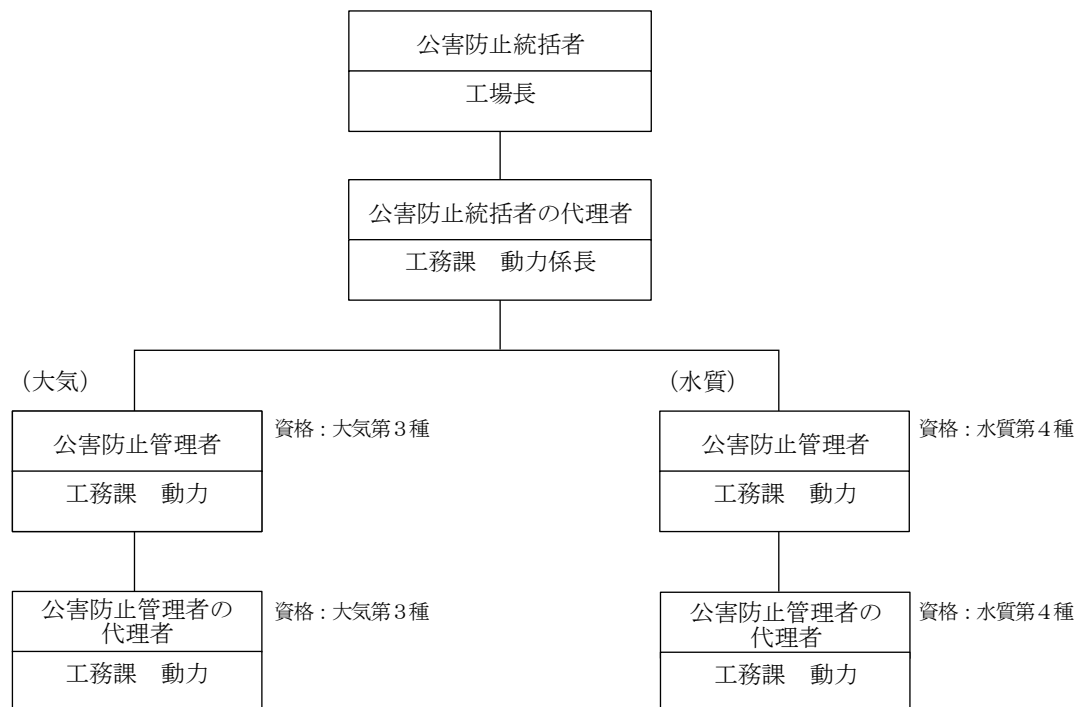 公害防止統括者
工場長
公害防止統括者の代理者
工務課　動力係長
（大気）
（水質）
公害防止管理者
資格：大気第３種
工務課　動力
公害防止管理者
資格：水質第４種
工務課　動力
公害防止管理者の
代理者
資格：大気第３種
工務課　動力
公害防止管理者の
代理者
資格：水質第４種
工務課　動力